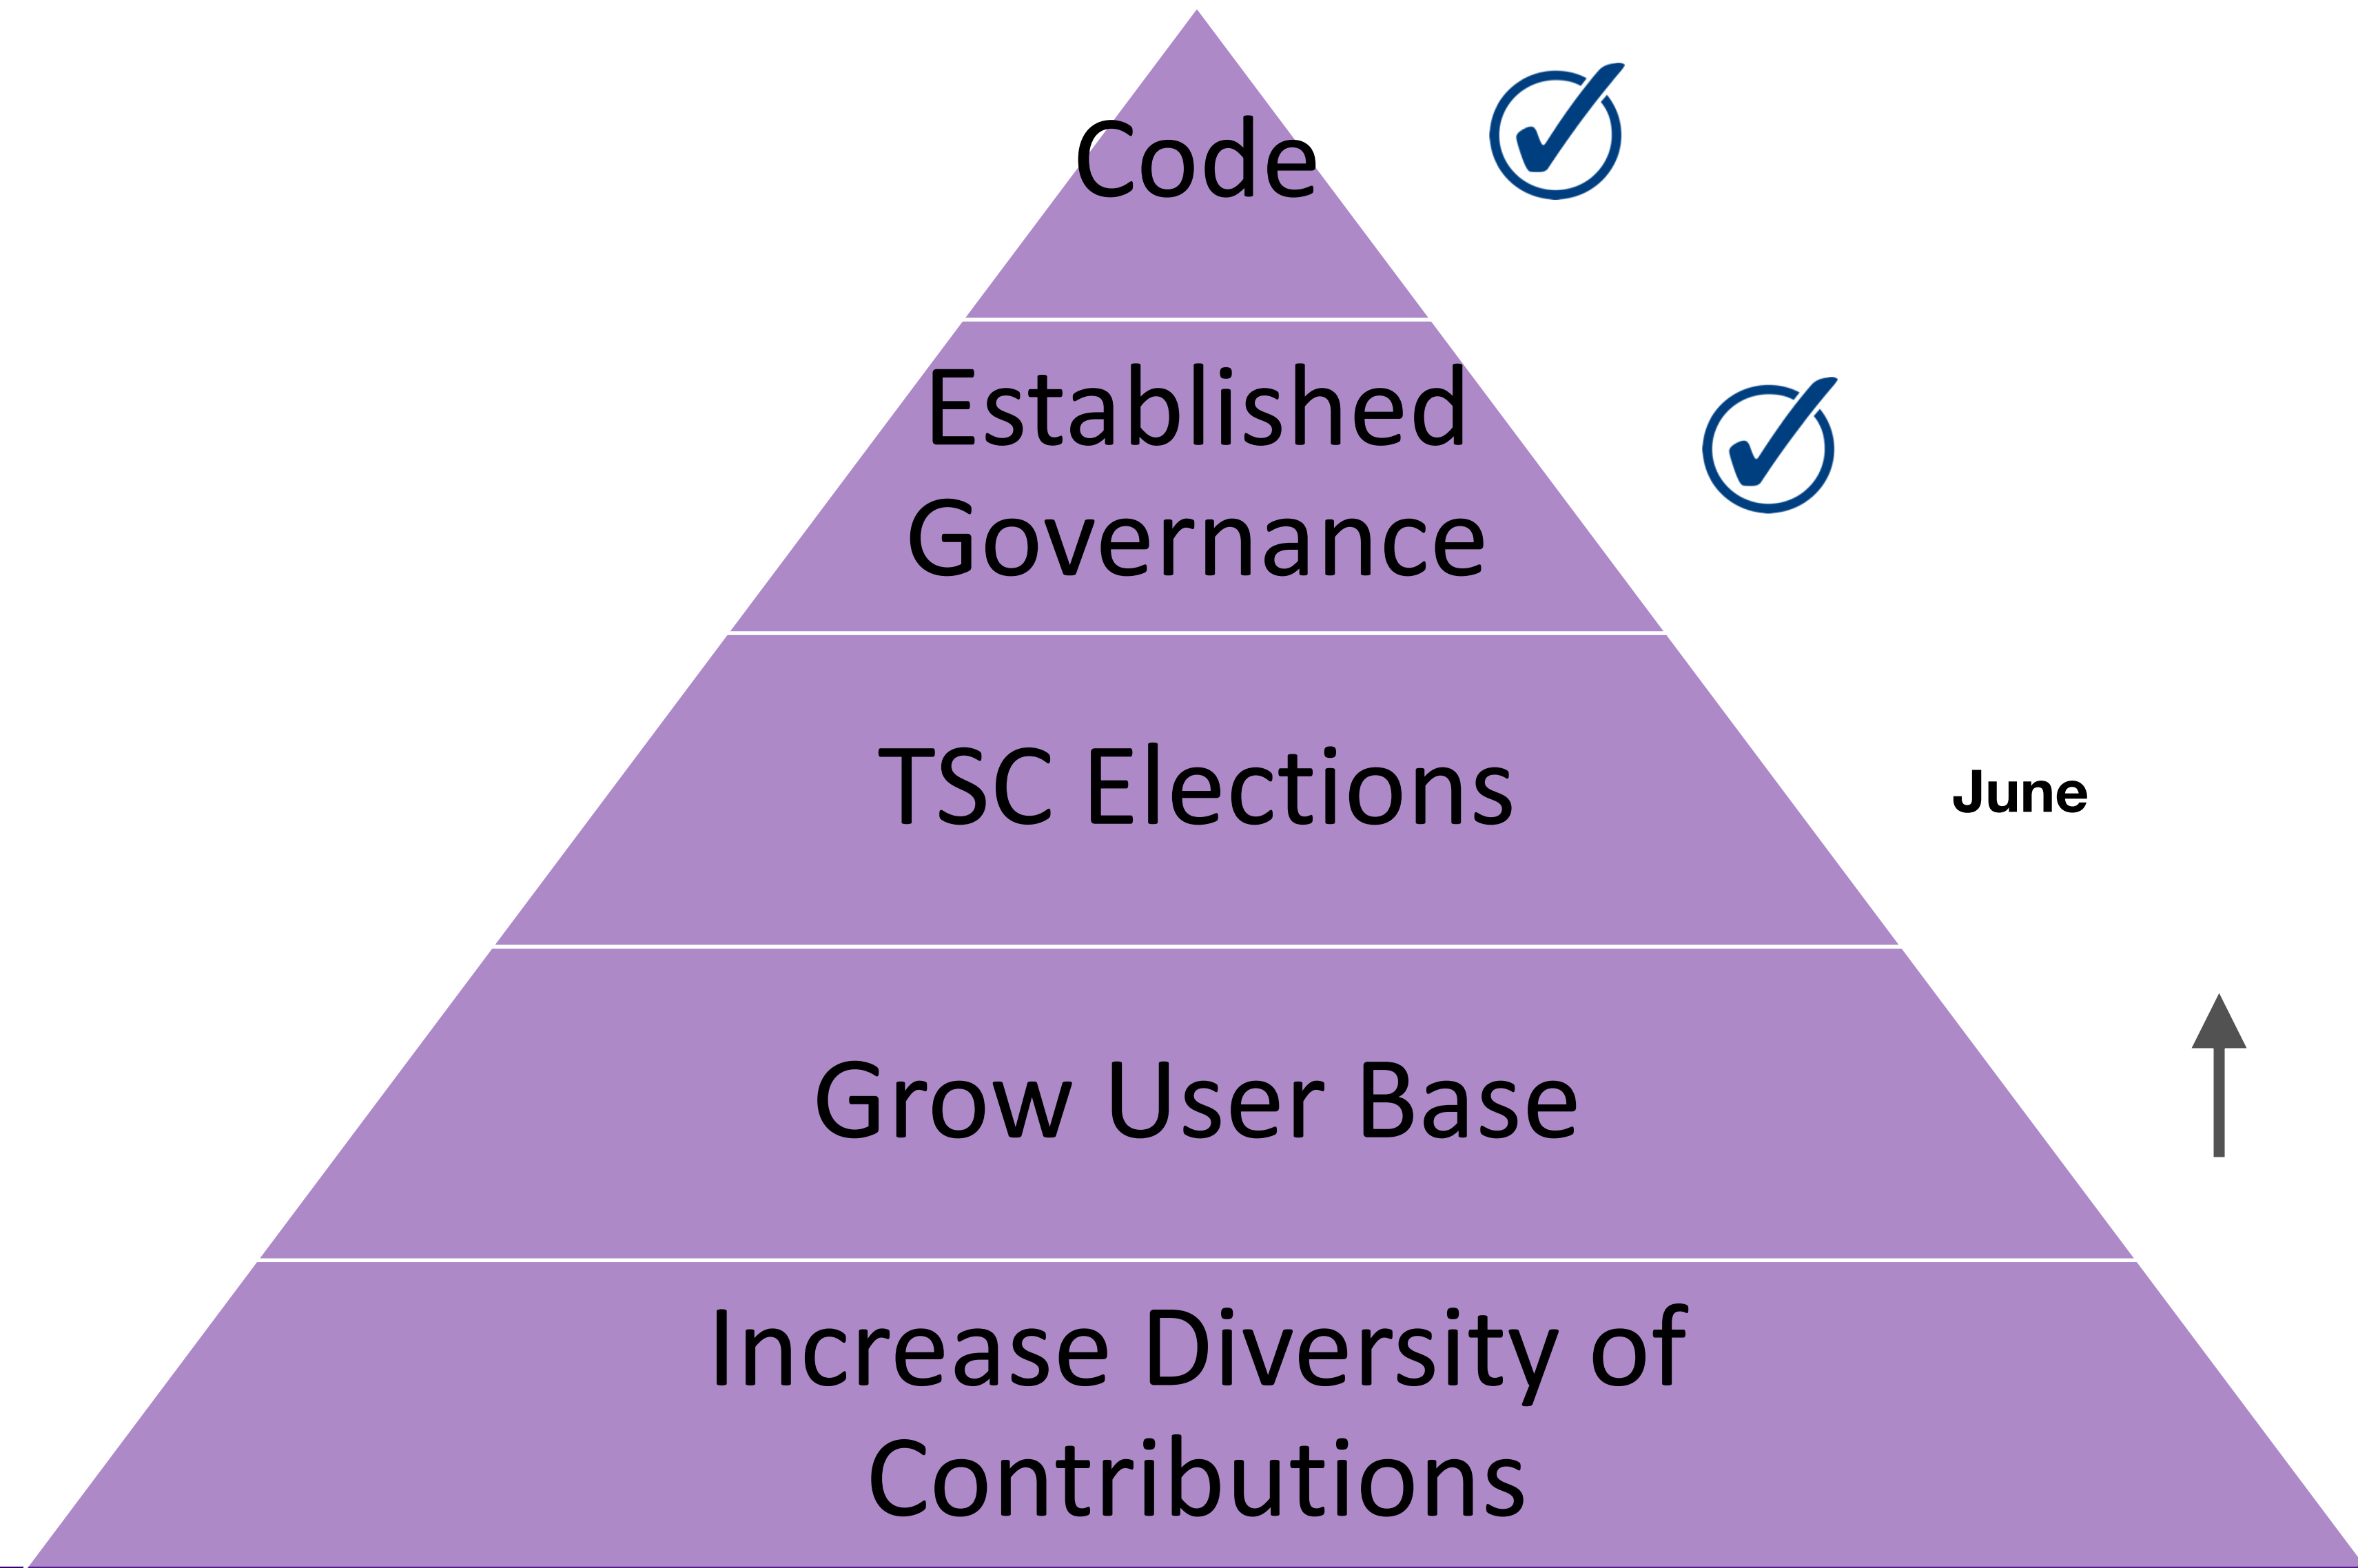 Code
Established
Governance
TSC Elections
June
Grow User Base
Increase Diversity of
Contributions